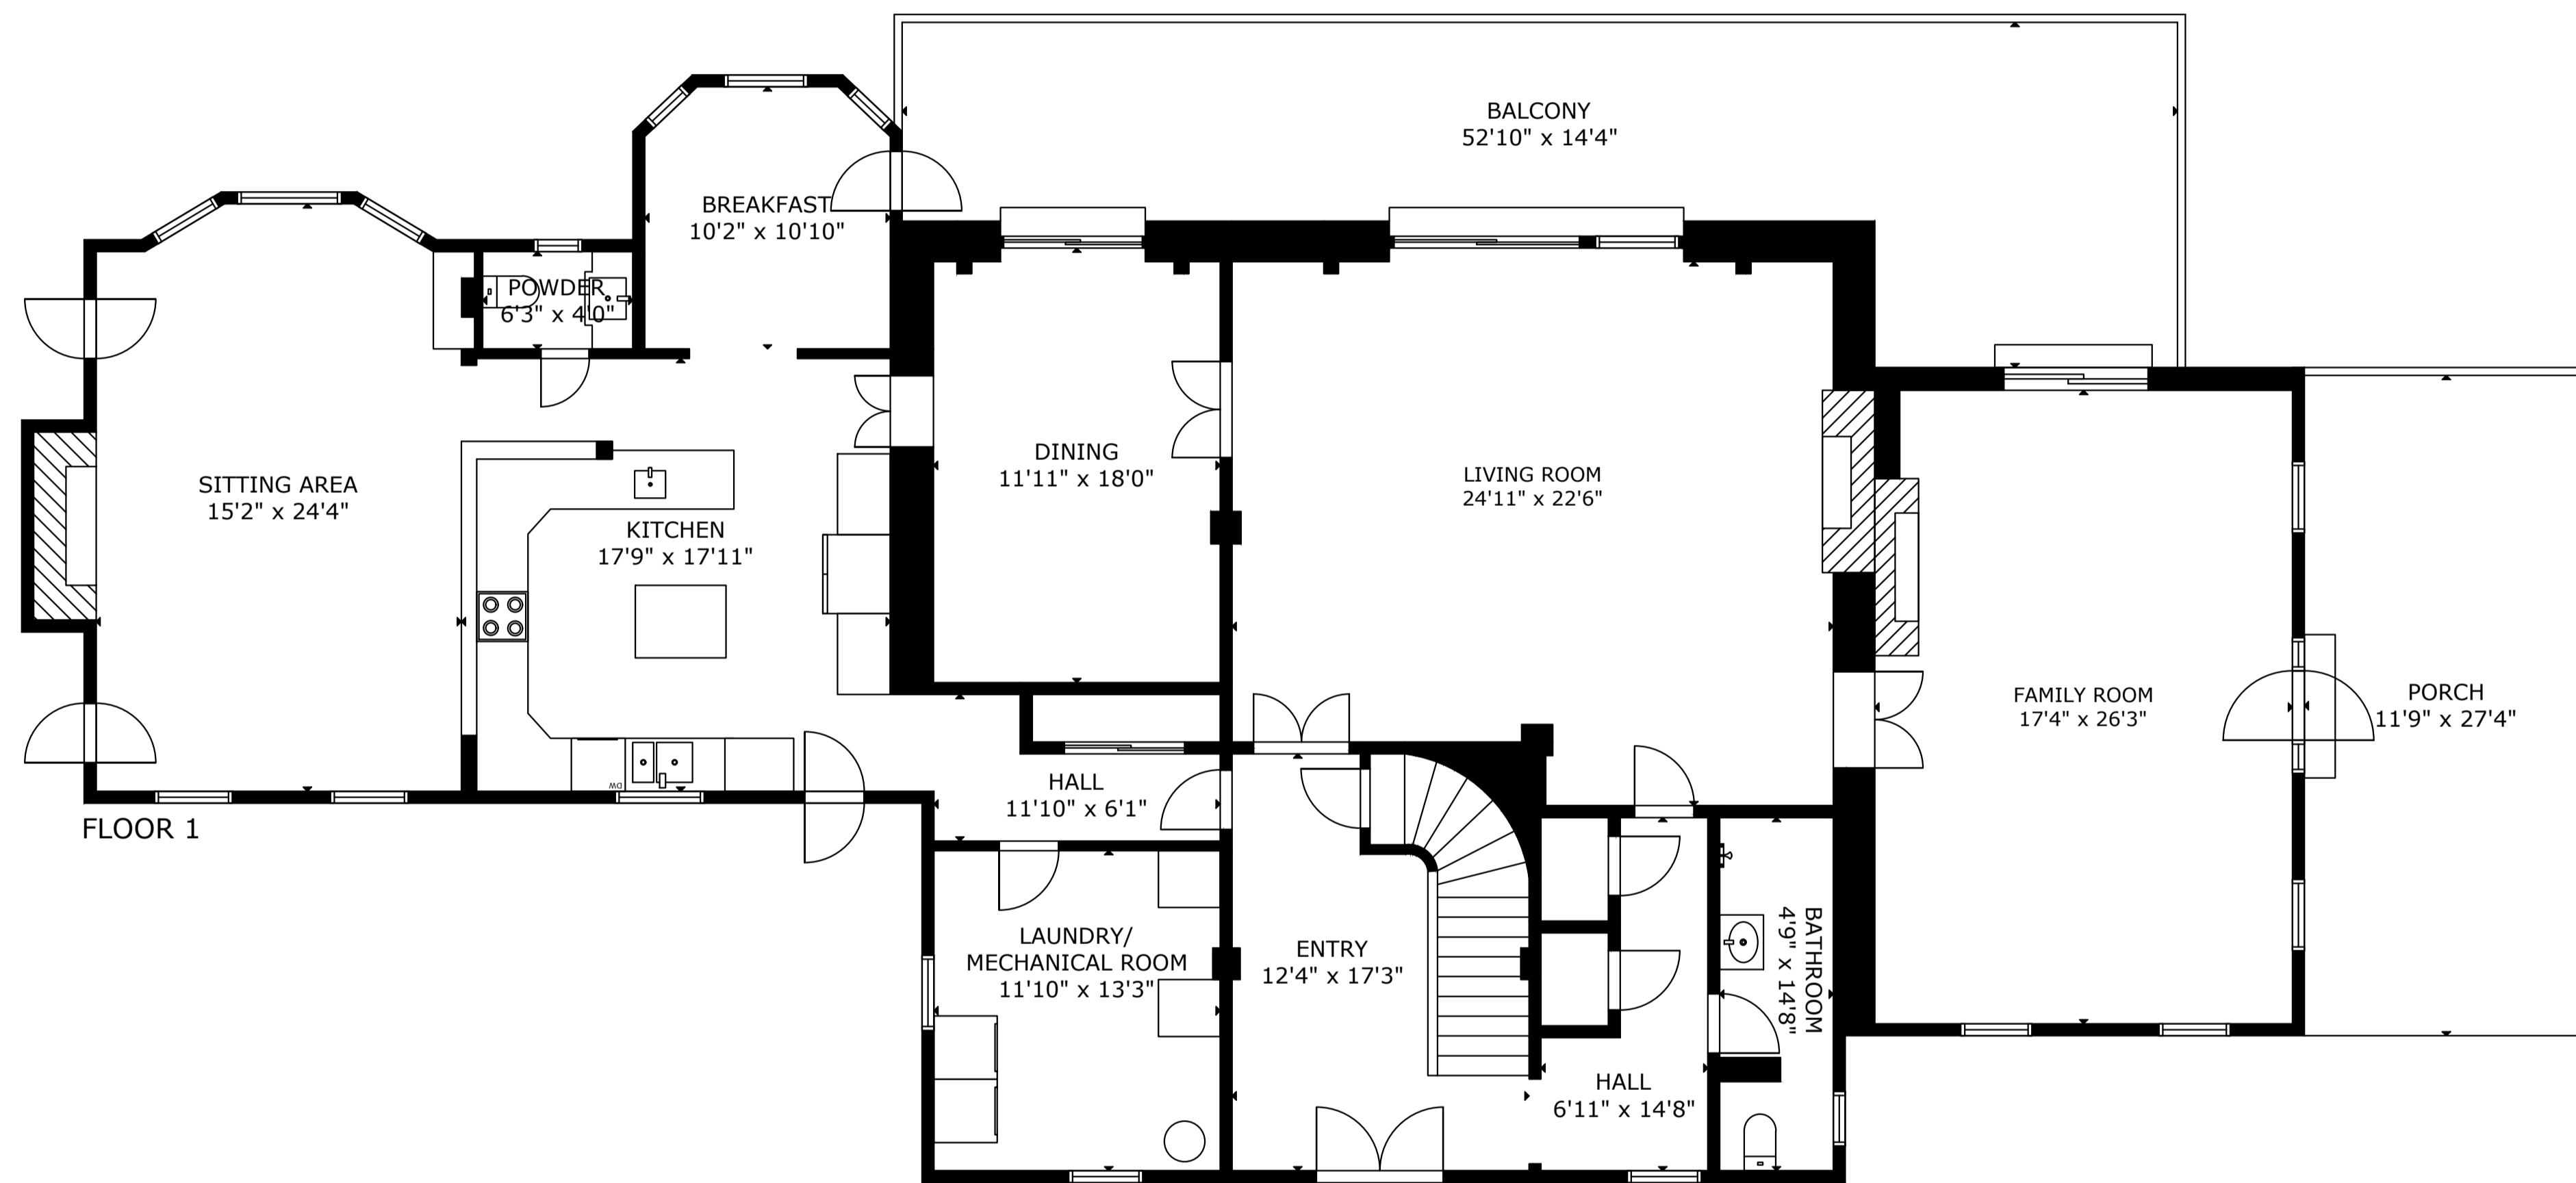 BALCONY
52'10" x 14'4"
BREAKFAST
10'2" x 10'10"
POWDER
6'3" x 4'0"
SITTING AREA
15'2" x 24'4"
KITCHEN
17'9" x 17'11"
DINING
11'11" x 18'0"
LIVING ROOM
24'11" x 22'6"
FAMILY ROOM
17'4" x 26'3"
PORCH
11'9" x 27'4"
DW
HALL
11'10" x 6'1"
FLOOR 1
LAUNDRY/
MECHANICAL ROOM
11'10" x 13'3"
ENTRY
12'4" x 17'3"
BATHROOM
4'9" x 14'8"
HALL
6'11" x 14'8"